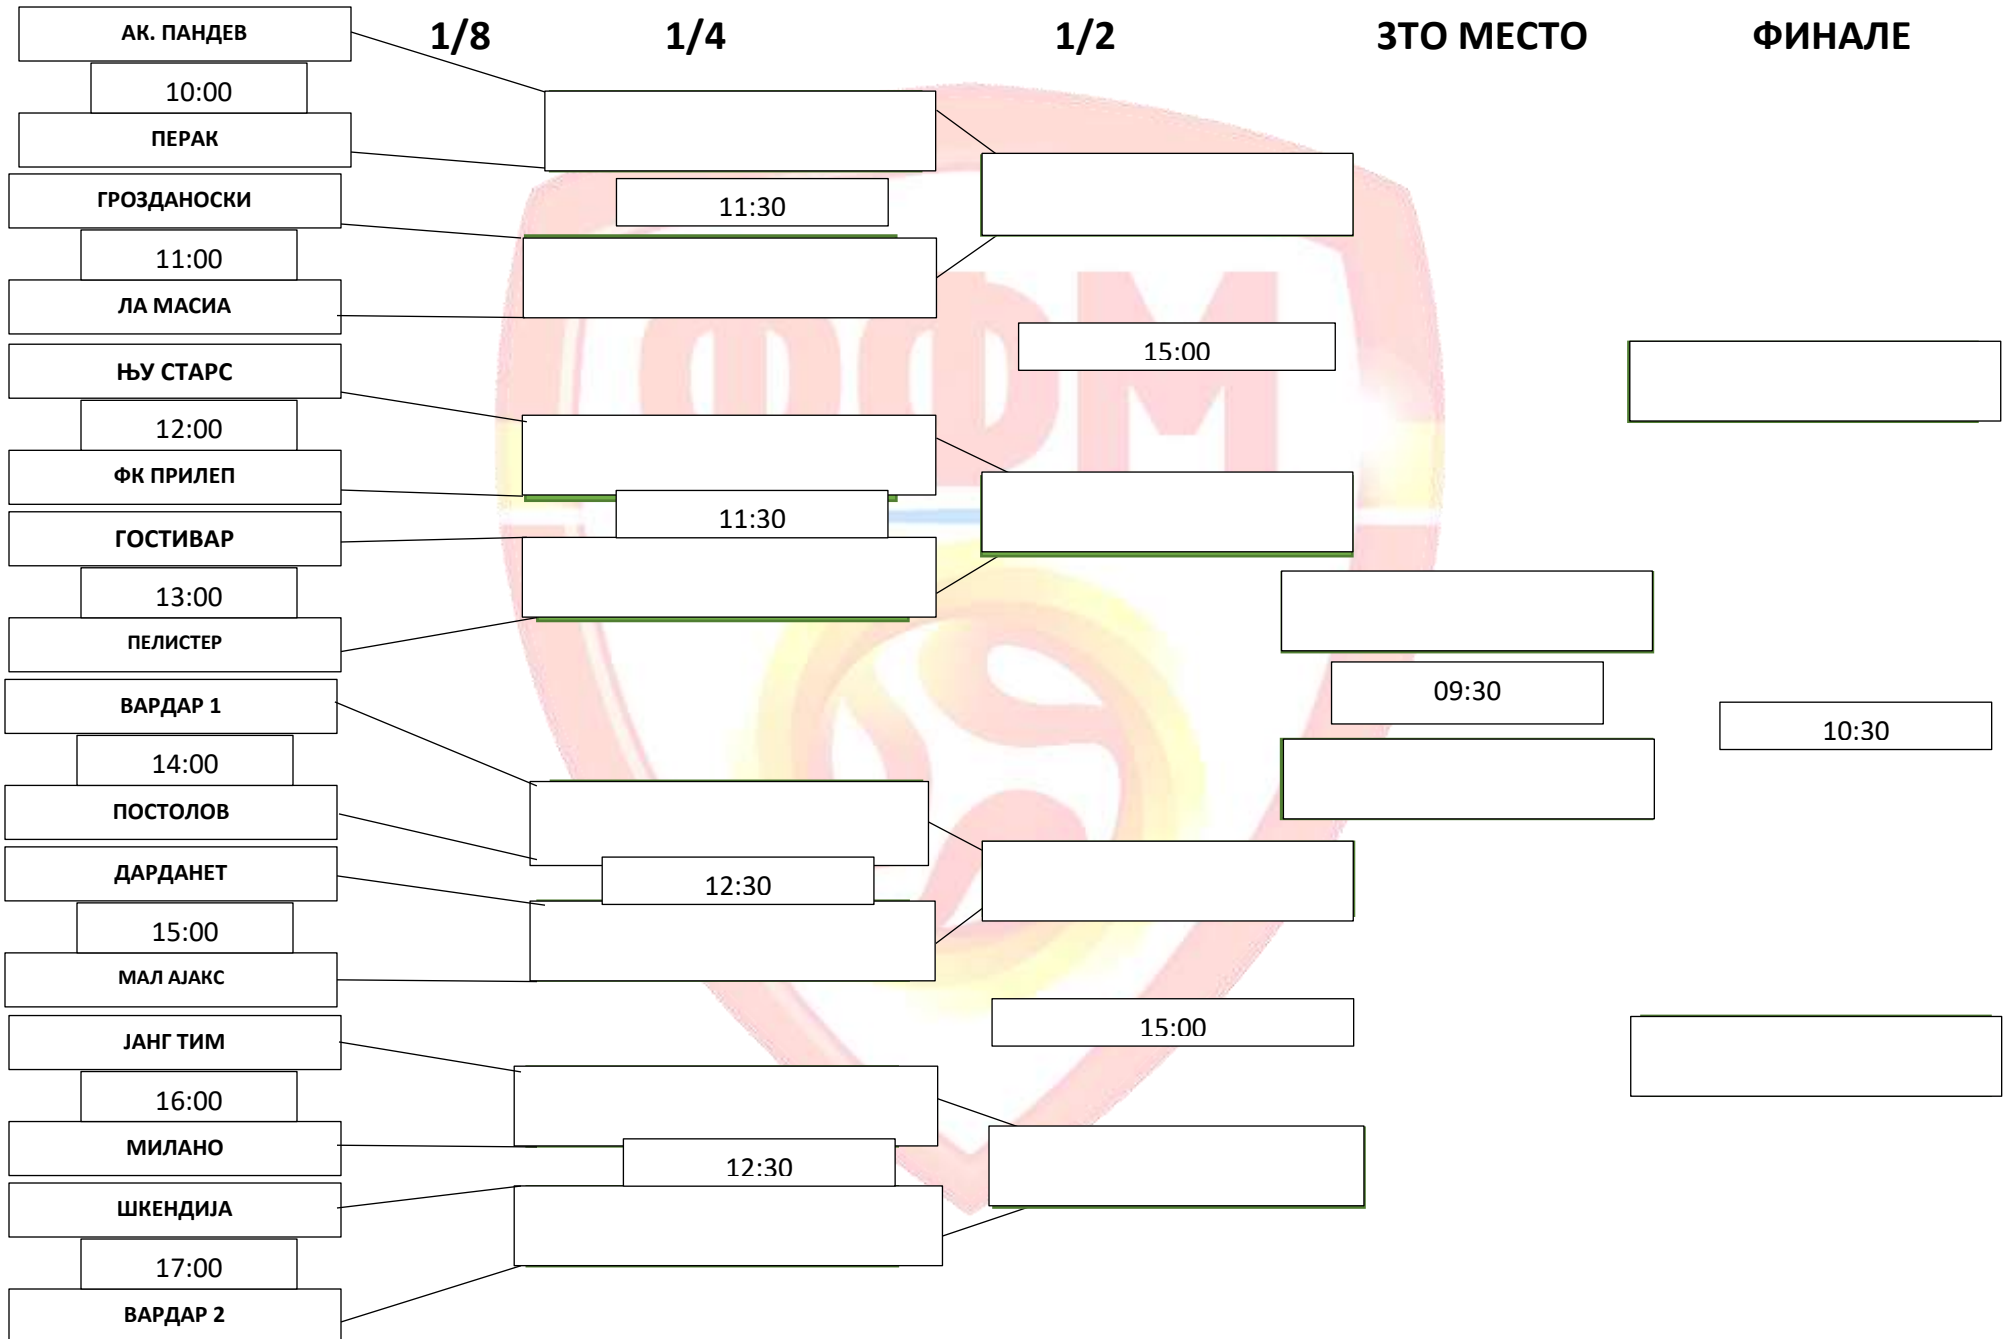 1/8 1/4 1/2 3ТО МЕСТО ФИНАЛЕ
АК. ПАНДЕВ
10:00
ПЕРАК
ГРОЗДАНОСКИ
11:00
ЛА МАСИА
ЊУ СТАРС
12:00
ФК ПРИЛЕП
ГОСТИВАР
13:00
ПЕЛИСТЕР
ВАРДАР 1
14:00
ПОСТОЛОВ
ДАРДАНЕТ
15:00
МАЛ АЈАКС
ЈАНГ ТИМ
16:00
МИЛАНО
ШКЕНДИЈА
17:00
ВАРДАР 2
11:30
11:30
12:30
12:30
15:00
15:00
09:30
10:30
ФФМ